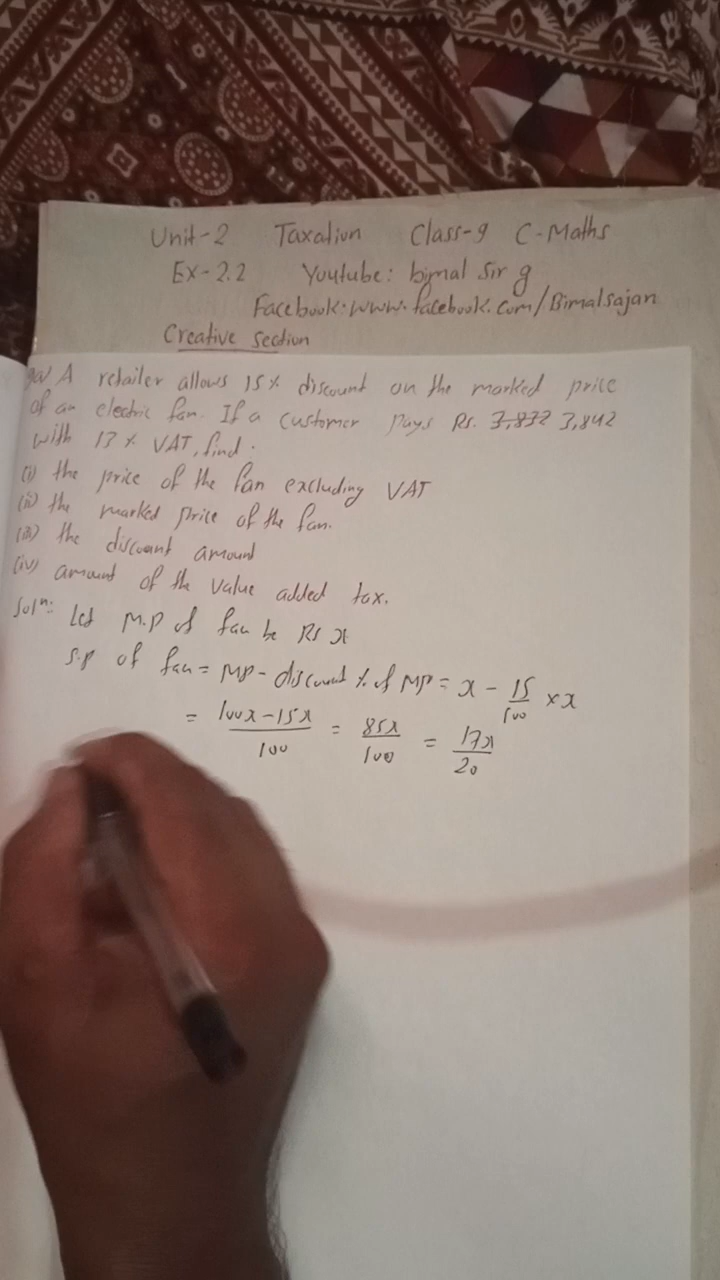 Unit-2 Taxation Class-9 C-Maths
Ex-2.2 Youtube: bimal Sir g
Facebook:www.facebook.com/Bimalsajan
Creative section
A retailer allows 15% discount on the marked price
of an electric fan. If a customer pays Rs. 3,832 3,842
with 13% VAT, find.
(i) the price of the fan excluding VAT
(ii) the marked price of the fan.
(iii) the discount amount
(iv) amount of the value added tax.
Solⁿ: Let M.P of fan be Rs x
S.P of fan = MP - discount % of MP = x - 15/100 × x
= 100x-15x/100 = 85x/100 = 17x/20